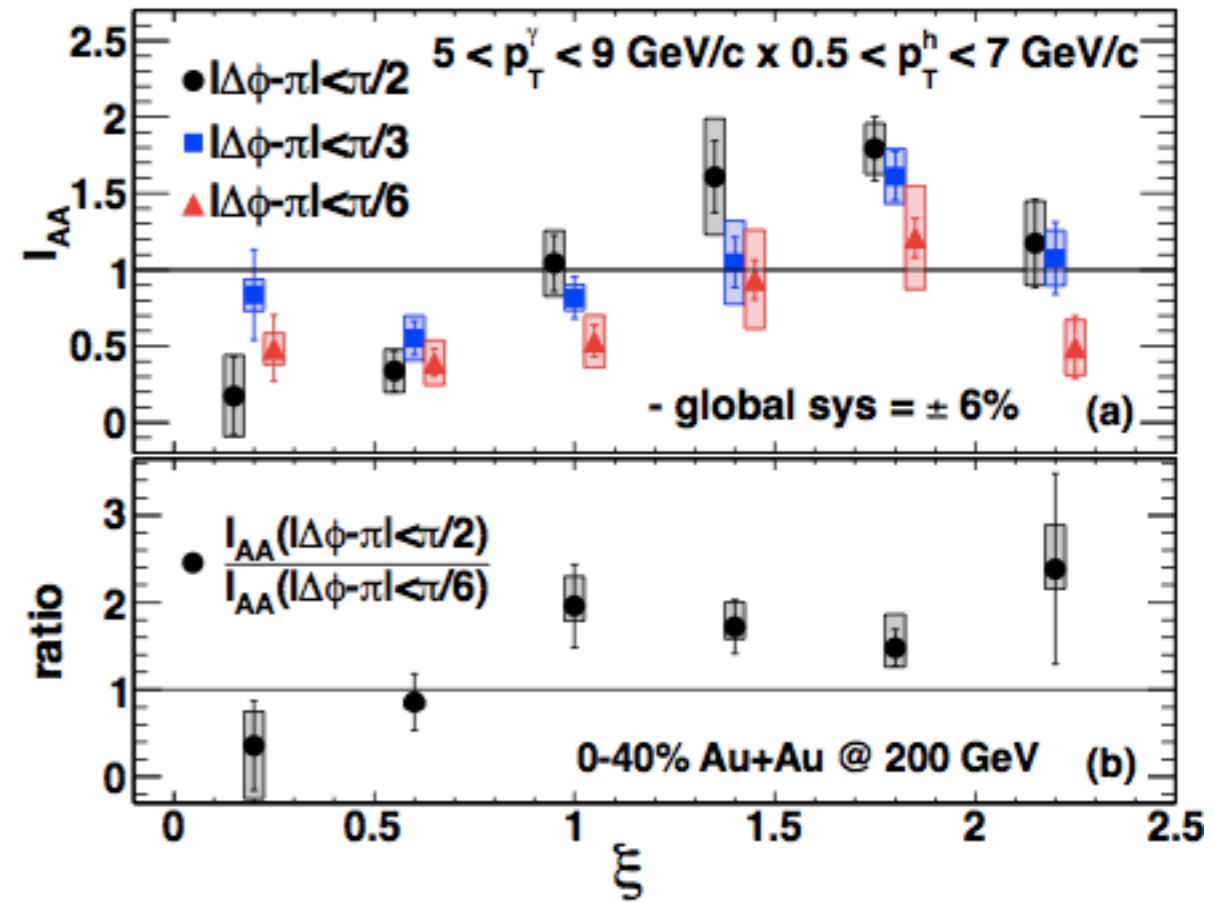 5 < p_T^γ < 9 GeV/c x 0.5 < p_T^h < 7 GeV/c
|Δϕ-π|<π/2
|Δϕ-π|<π/3
|Δϕ-π|<π/6
I_AA
2.5
2
1.5
1
0.5
0
- global sys = ± 6%
(a)
I_AA(|Δϕ-π|<π/2)
I_AA(|Δϕ-π|<π/6)
ratio
3
2
1
0
0-40% Au+Au @ 200 GeV
(b)
0 0.5 1 1.5 2 2.5
ξ